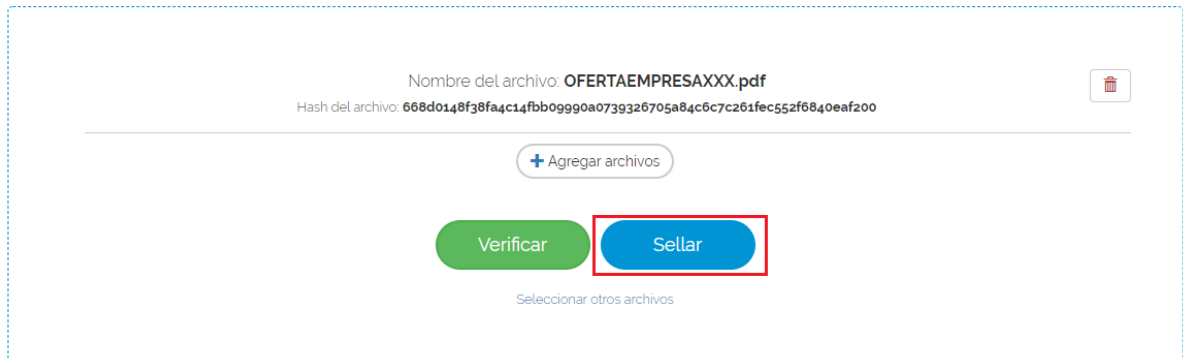 Nombre del archivo: OFERTAEMPRESAXXX.pdf
Hash del archivo: 668d0148f38fa4c14fbb09990a0739326705a84c6c7c261fec552f6840eaf200
Agregar archivos
Verificar
Sellar
Seleccionar otros archivos